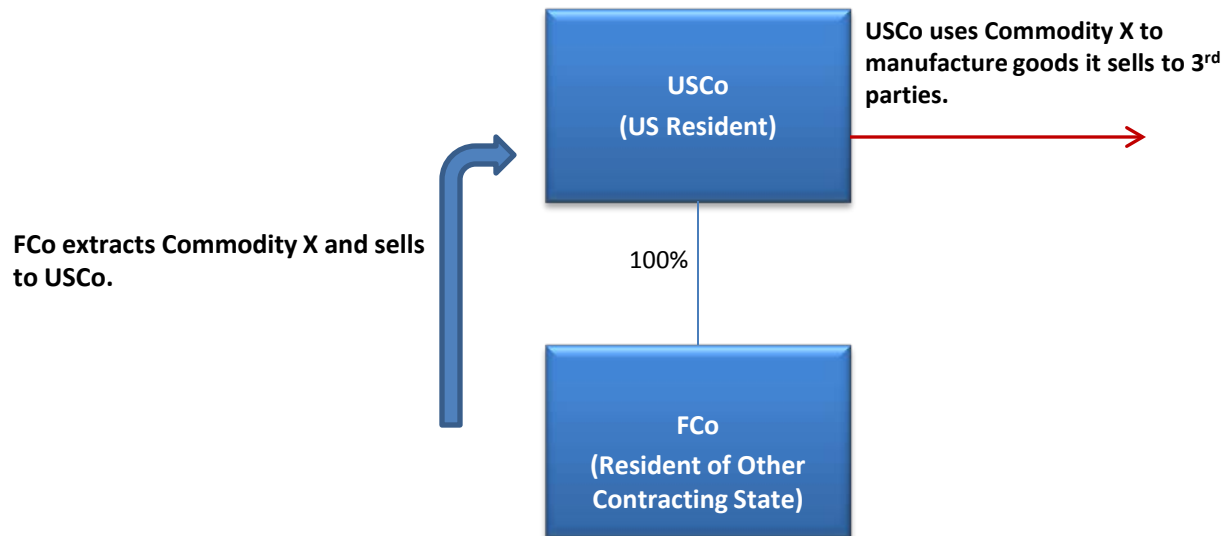 USCo uses Commodity X to
manufacture goods it sells to 3rd
parties.
USCo
(US Resident)
FCo extracts Commodity X and sells
to USCo.
100%
FCo
(Resident of Other
Contracting State)